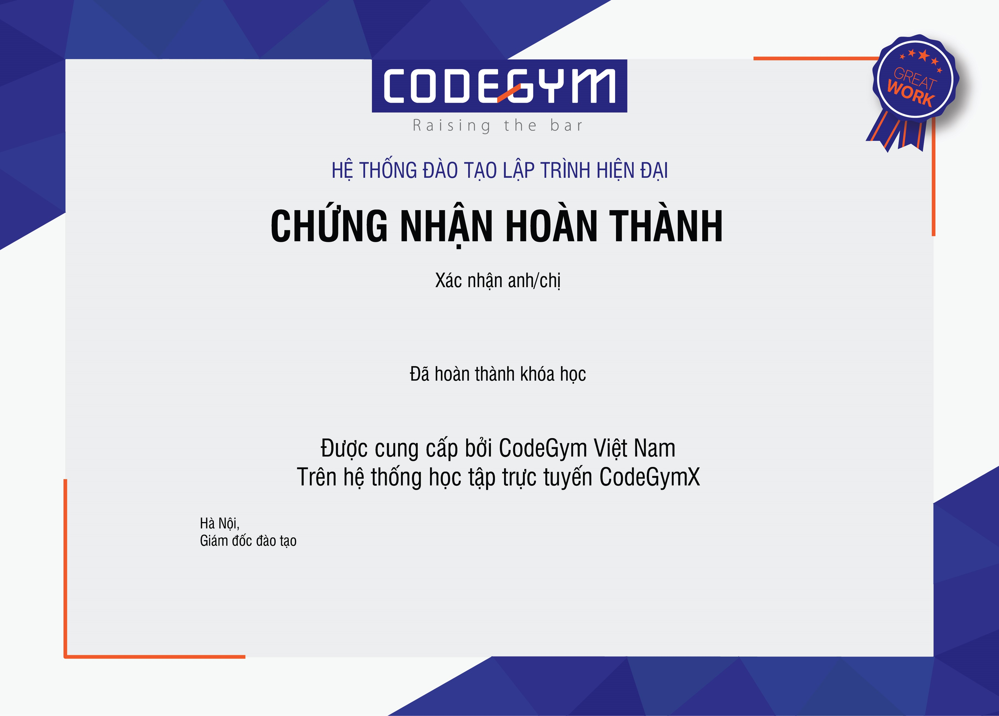 CODEGYM
Raising the bar
GREAT
WORK
HỆ THỐNG ĐÀO TẠO LẬP TRÌNH HIỆN ĐẠI
CHỨNG NHẬN HOÀN THÀNH
Xác nhận anh/chị
Đã hoàn thành khóa học
Được cung cấp bởi CodeGym Việt Nam
Trên hệ thống học tập trực tuyến CodeGymX
Hà Nội,
Giám đốc đào tạo